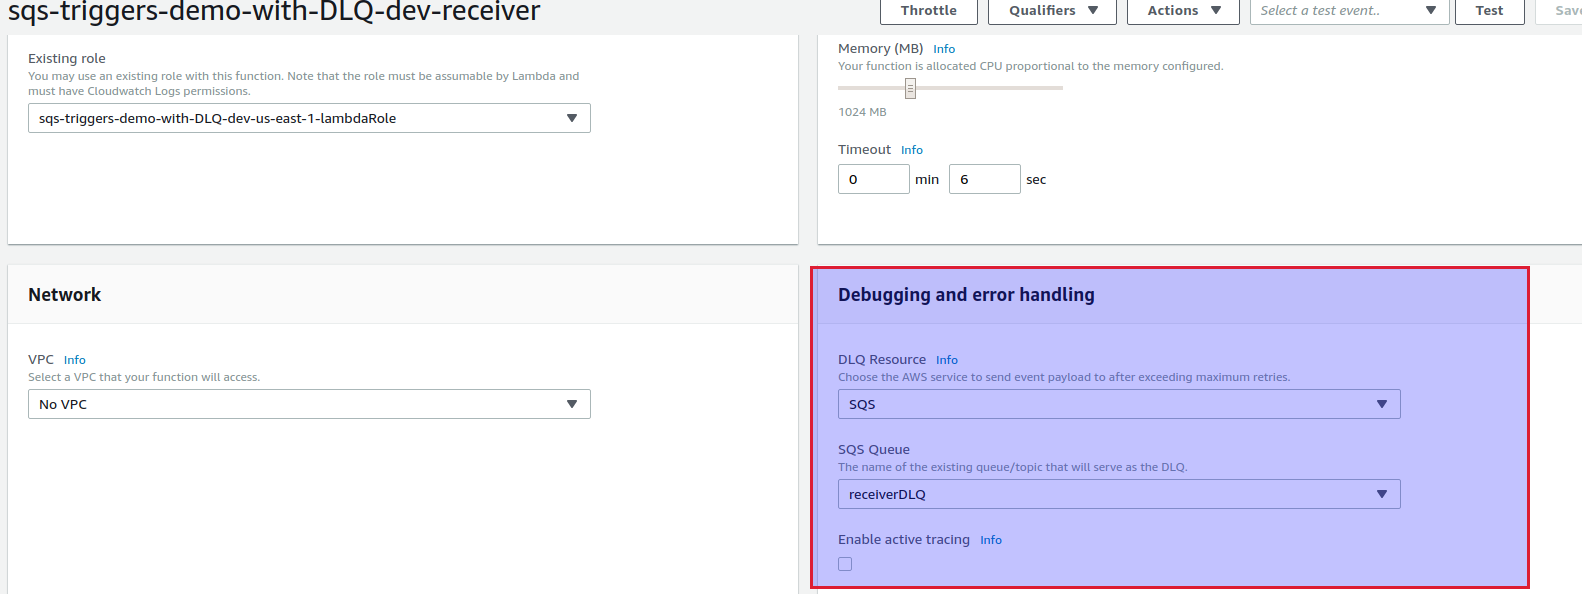 sqs-triggers-demo-with-DLQ-dev-receiver
Throttle Qualifiers Actions Select a test event.. Test Save
Existing role
You may use an existing role with this function. Note that the role must be assumable by Lambda and
must have Cloudwatch Logs permissions.
sqs-triggers-demo-with-DLQ-dev-us-east-1-lambdaRole
Memory (MB) Info
Your function is allocated CPU proportional to the memory configured.
1024 MB
Timeout Info
0 min 6 sec
Network
VPC Info
Select a VPC that your function will access.
No VPC
Debugging and error handling
DLQ Resource Info
Choose the AWS service to send event payload to after exceeding maximum retries.
SQS
SQS Queue
The name of the existing queue/topic that will serve as the DLQ.
receiverDLQ
Enable active tracing Info